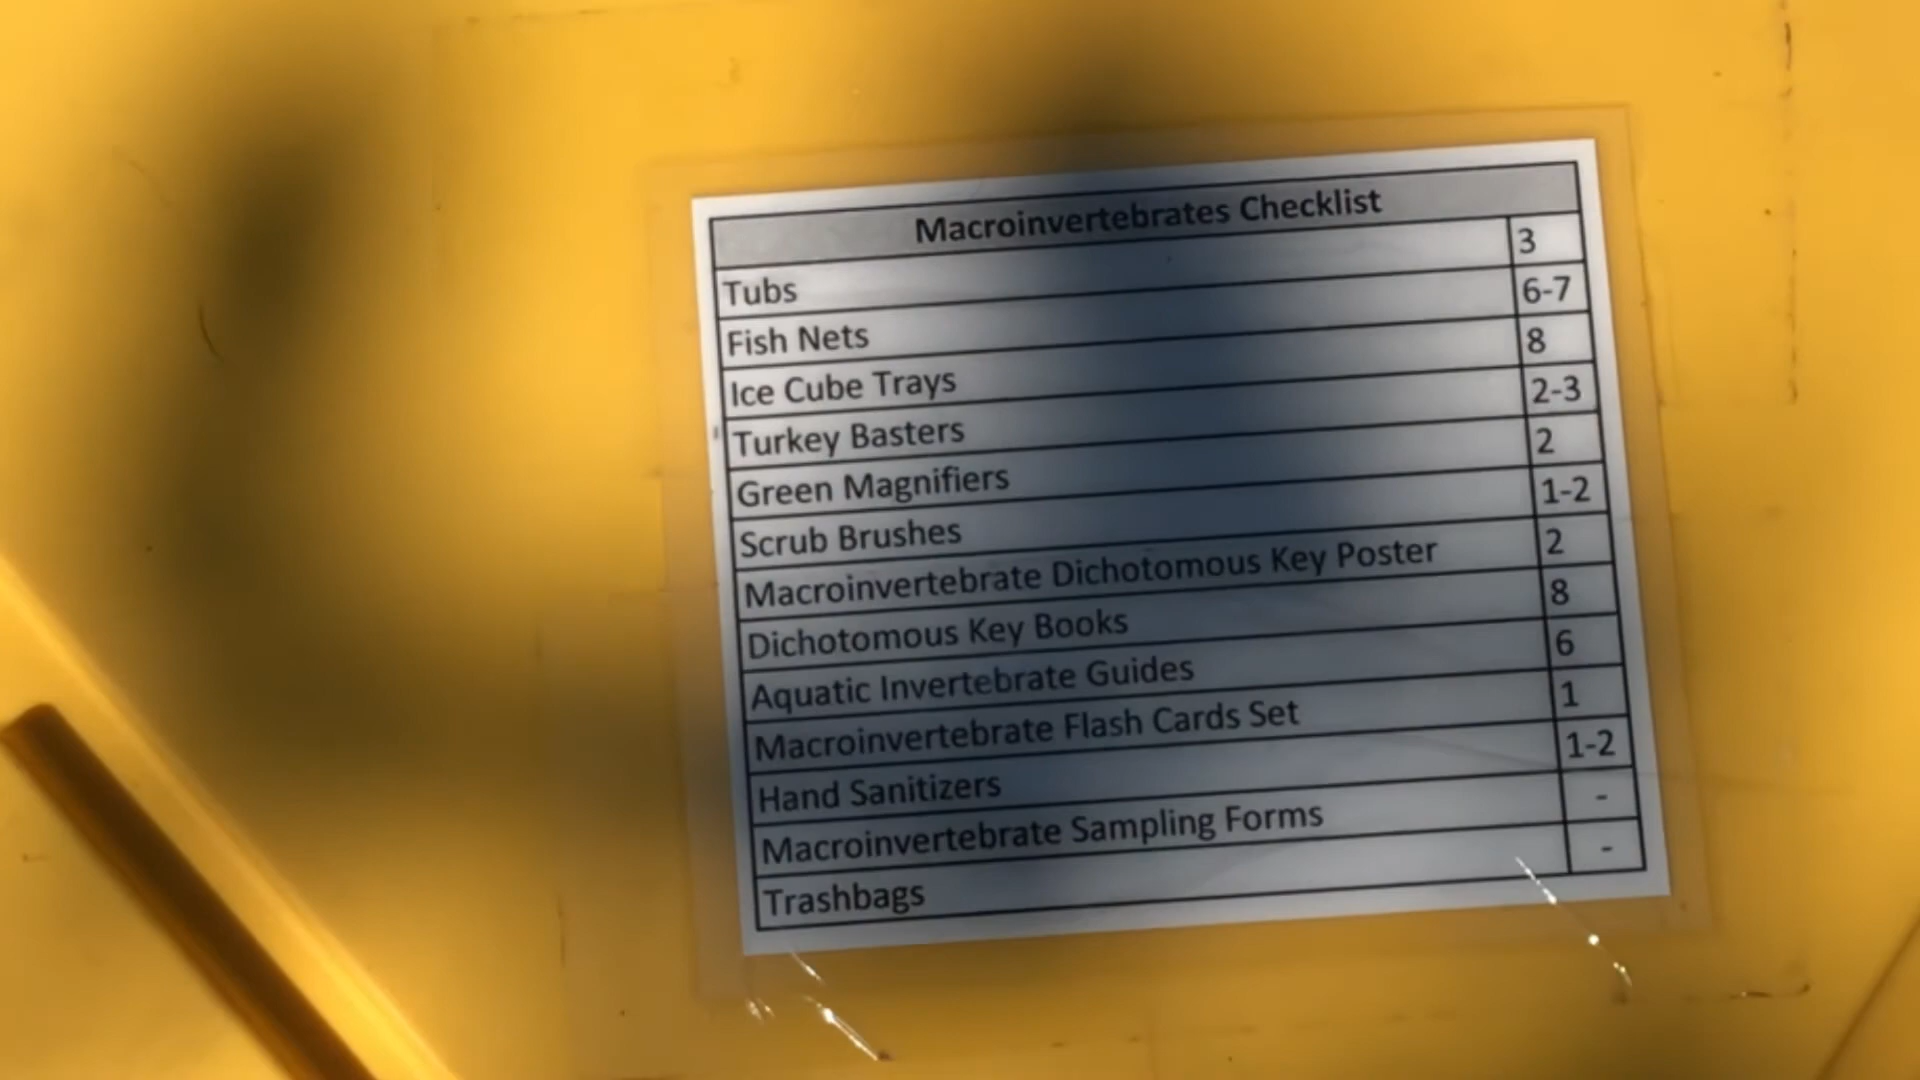 Macroinvertebrates Checklist
Tubs 3
Fish Nets 6-7
Ice Cube Trays 8
Turkey Basters 2-3
Green Magnifiers 2
Scrub Brushes 1-2
Macroinvertebrate Dichotomous Key Poster 2
Dichotomous Key Books 8
Aquatic Invertebrate Guides 6
Macroinvertebrate Flash Cards Set 1
Hand Sanitizers 1-2
Macroinvertebrate Sampling Forms -
Trashbags -